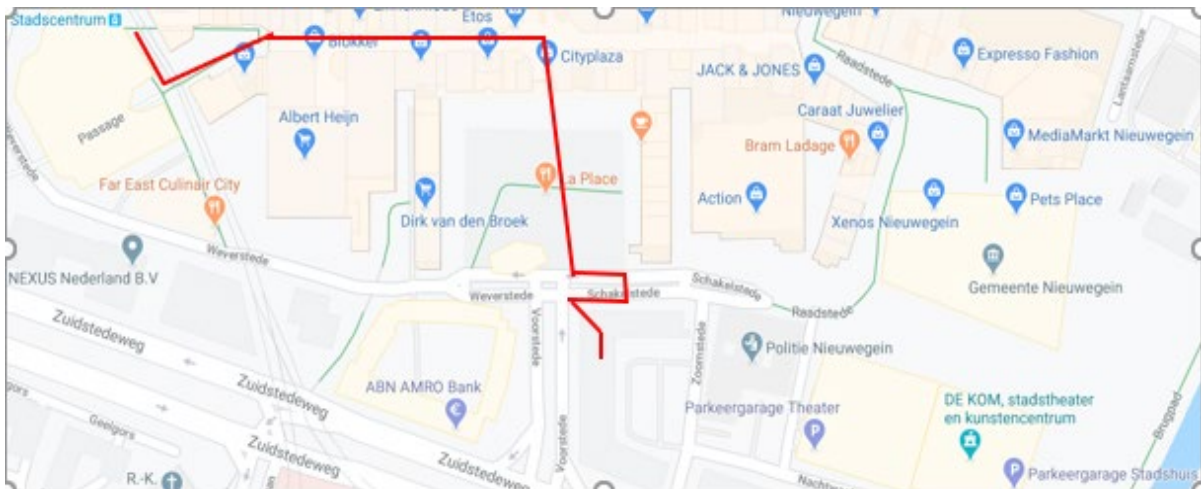 Stadscentrum
Etos
Nieuwegein
Blokker
Cityplaza
Expresso Fashion
JACK & JONES
Raadstede
Lantaarnstede
Albert Heijn
Caraat Juwelier
Passage
MediaMarkt Nieuwegein
Weverstede
Bram Ladage
Far East Culinair City
La Place
Dirk van den Broek
Action
Xenos Nieuwegein
Pets Place
Weverstede
NEXUS Nederland B.V
Schakelstede
Gemeente Nieuwegein
Weverstede
Schakelstede
Raadstede
Zuidstedeweg
Voorstede
Zoomstede
Politie Nieuwegein
Zuidstedeweg
ABN AMRO Bank
DE KOM, stadstheater
en kunstencentrum
Parkeergarage Theater
Geelgors
Zuidstedeweg
Voorstede
Brugpad
R.-K.
Parkeergarage Stadshuis